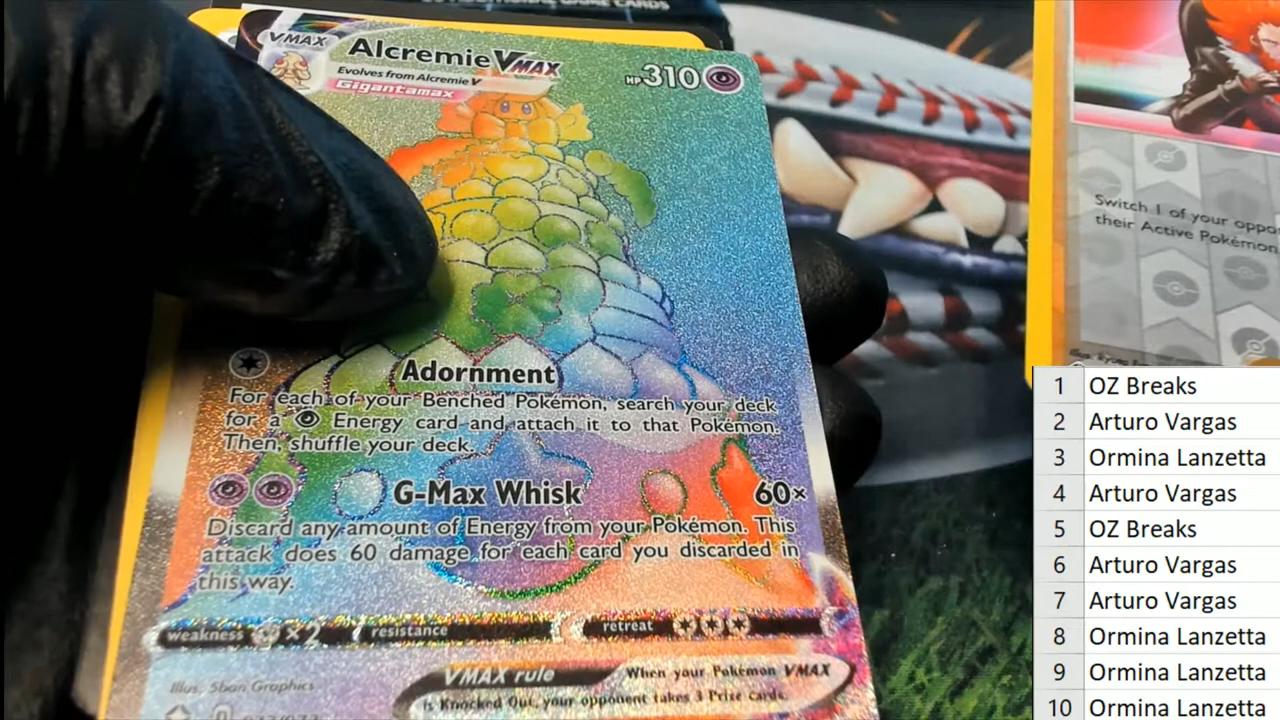 GAME CARDS
VMAX
Alcremie VMAX
HP 310
Evolves from Alcremie V
Gigantamax
Adornment
For each of your Benched Pokémon, search your deck
for a Energy card and attach it to that Pokémon.
Then, shuffle your deck.
G-Max Whisk 60×
Discard any amount of Energy from your Pokémon. This
attack does 60 damage for each card you discarded in
this way.
weakness ×2 resistance retreat
VMAX rule When your Pokémon VMAX
is Knocked Out, your opponent takes 3 Prize cards.
Illus. 5ban Graphics
Switch 1 of your
their Active Pokémon
1 OZ Breaks
2 Arturo Vargas
3 Ormina Lanzetta
4 Arturo Vargas
5 OZ Breaks
6 Arturo Vargas
7 Arturo Vargas
8 Ormina Lanzetta
9 Ormina Lanzetta
10 Ormina Lanzetta